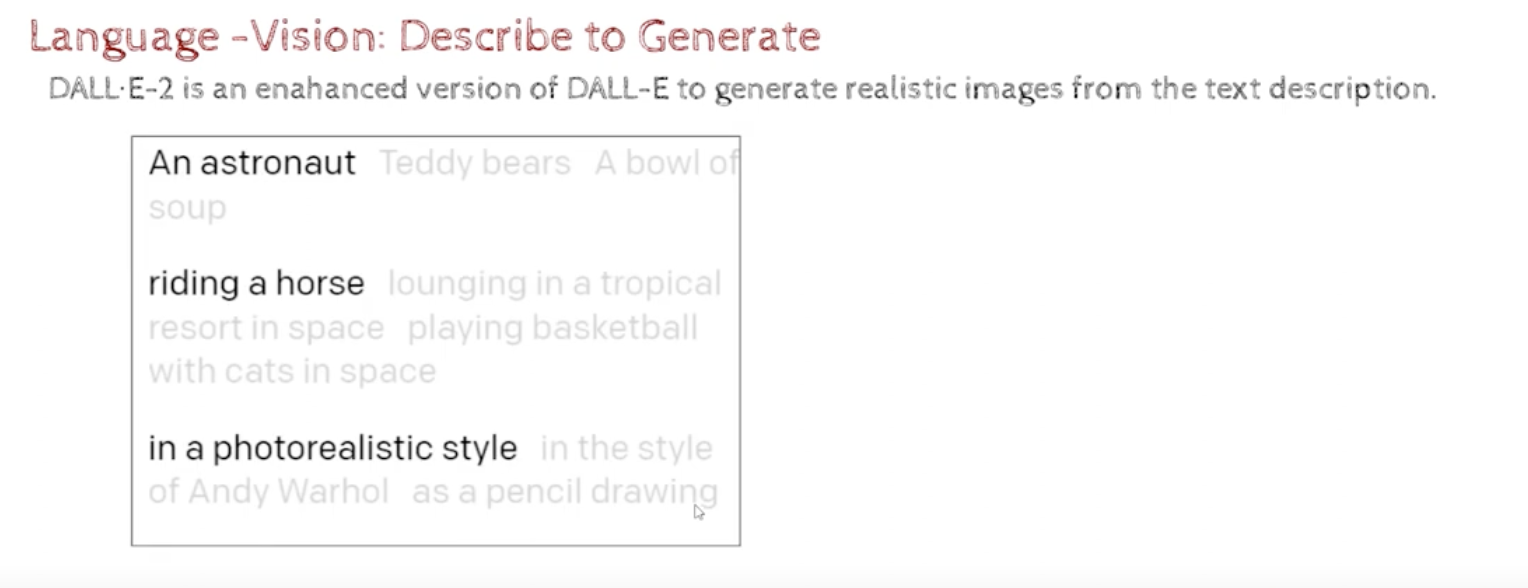 Language -Vision: Describe to Generate
DALL·E-2 is an enahanced version of DALL-E to generate realistic images from the text description.
An astronaut Teddy bears A bowl of
soup
riding a horse lounging in a tropical
resort in space playing basketball
with cats in space
in a photorealistic style in the style
of Andy Warhol as a pencil drawing